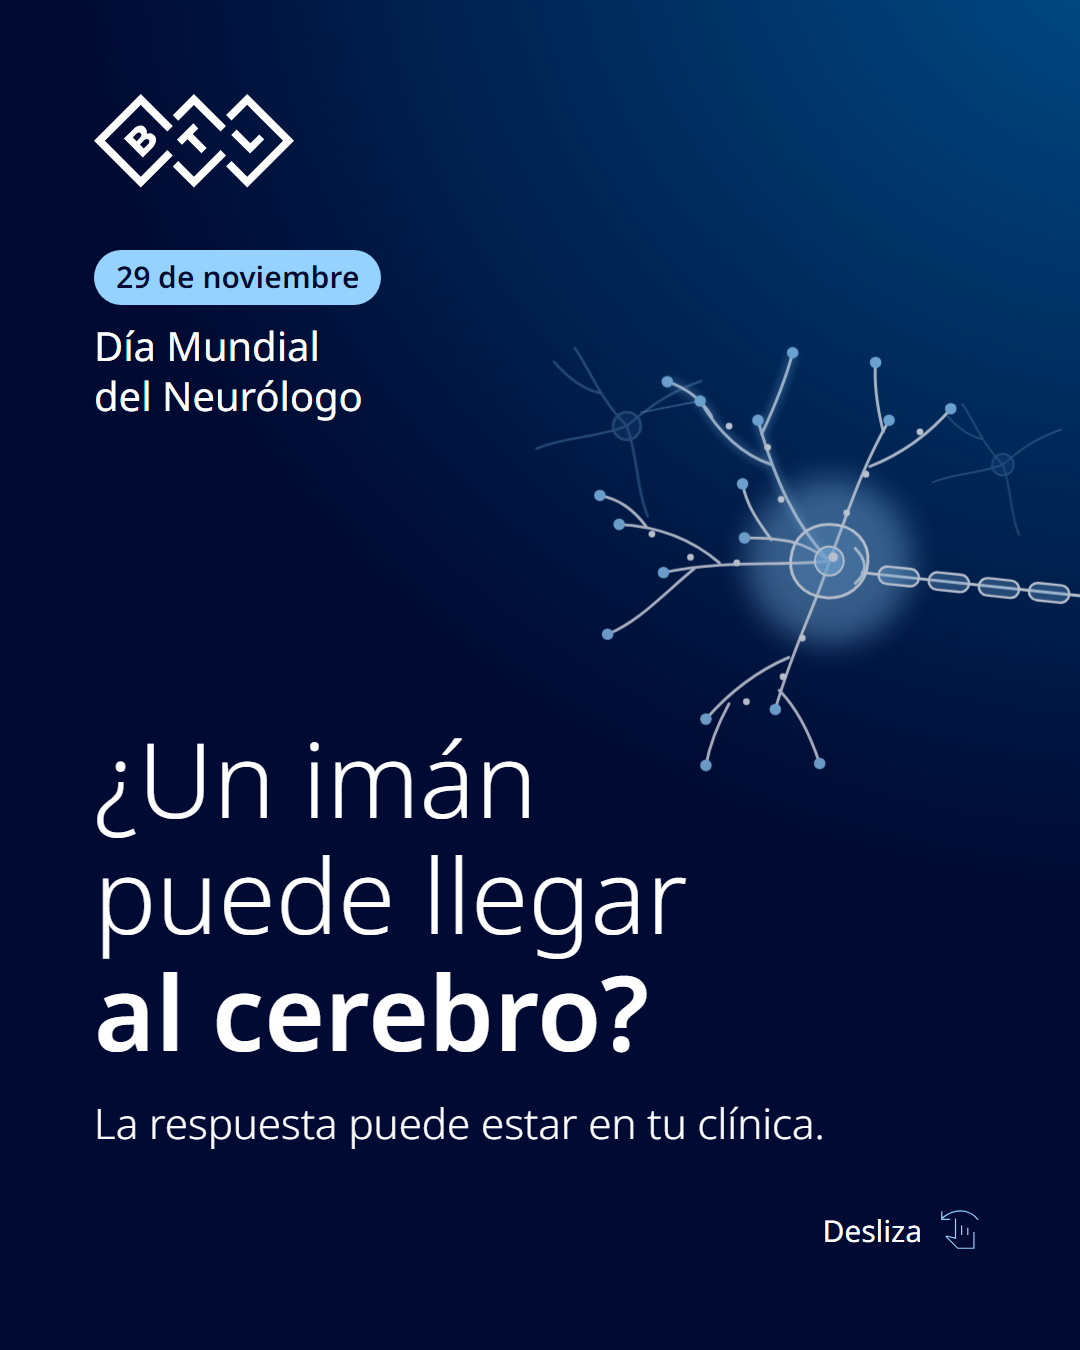 BTL
29 de noviembre
Día Mundial
del Neurólogo
¿Un imán
puede llegar
al cerebro?
La respuesta puede estar en tu clínica.
Desliza